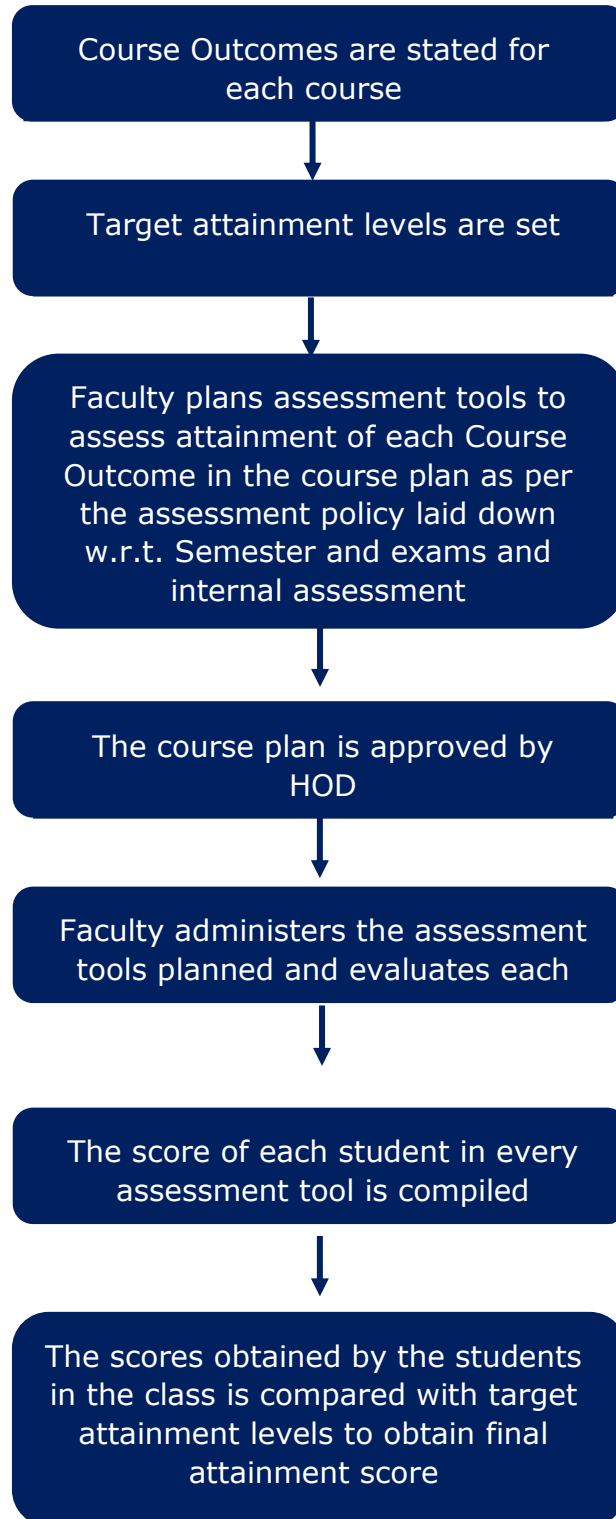 Course Outcomes are stated for
each course
Target attainment levels are set
Faculty plans assessment tools to
assess attainment of each Course
Outcome in the course plan as per
the assessment policy laid down
w.r.t. Semester and exams and
internal assessment
The course plan is approved by
HOD
Faculty administers the assessment
tools planned and evaluates each
The score of each student in every
assessment tool is compiled
The scores obtained by the students
in the class is compared with target
attainment levels to obtain final
attainment score